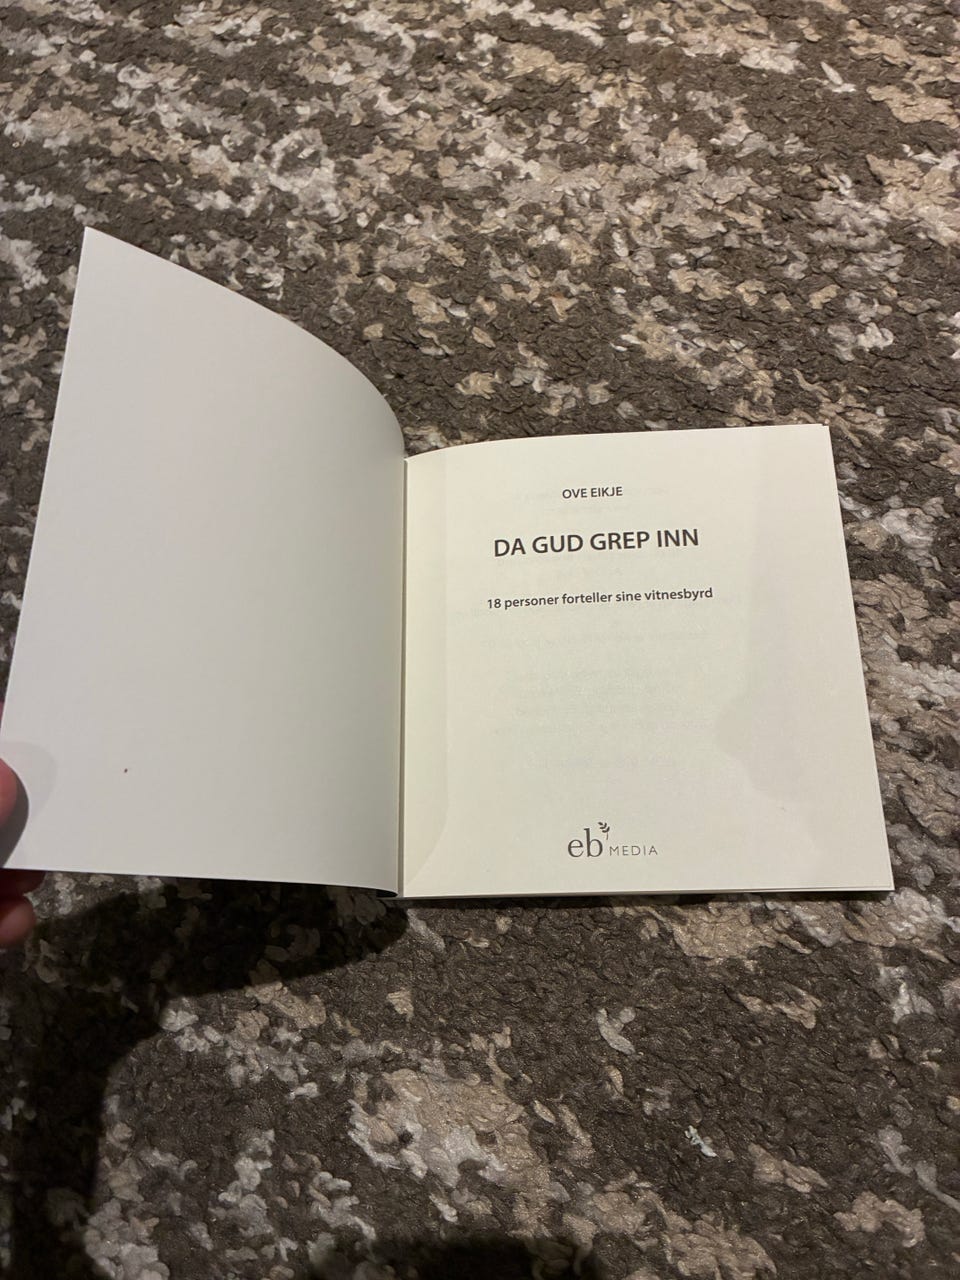 OVE EIKJE
DA GUD GREP INN
18 personer forteller sine vitnesbyrd
eb MEDIA